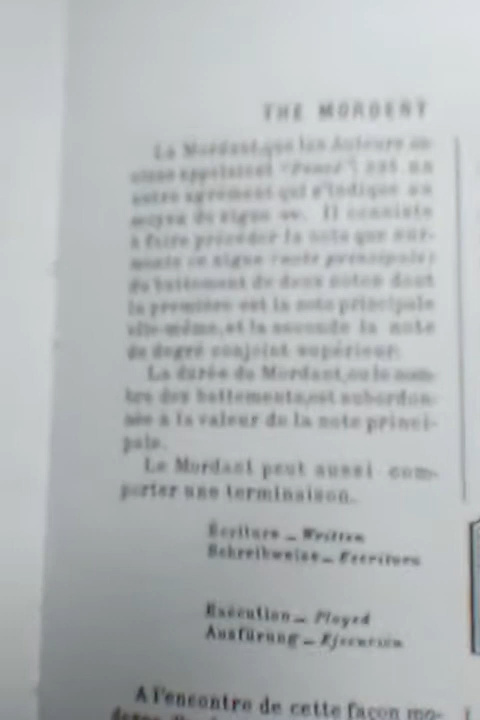 THE MORDENT
Le Mordant, que les Auteurs an-
ciens appelaient "Pincé", est un
autre agrément qui s'indique au
moyen du signe . Il consiste
à faire précéder la note que sur-
monte ce signe (note principale)
du battement de deux notes dont
la première est la note principale
elle-même, et la seconde la note
de degré conjoint supérieur.
La durée du Mordant, ou le nom-
bre des battements, est subordon-
née à la valeur de la note princi-
pale.
Le Mordant peut aussi com-
porter une terminaison.
Écriture _ Written
Schreibweise _ Escritura
Exécution _ Played
Ausfürung _ Ejecución
A l'encontre de cette façon mo-